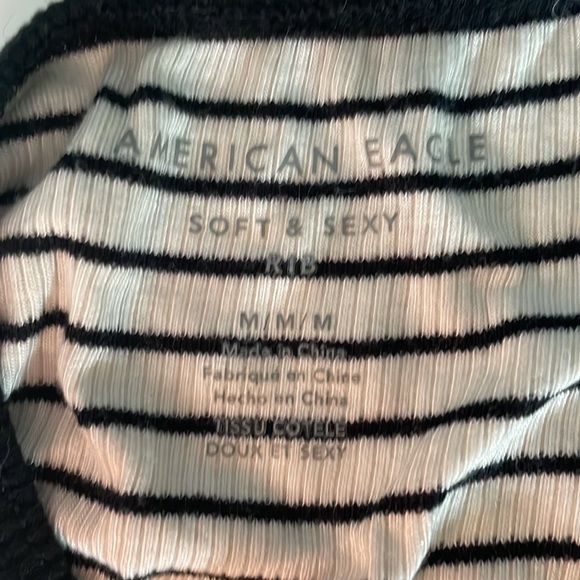 AMERICAN EAGLE
SOFT & SEXY
RIB
M/M/M
Made in China
Fabriqué en Chine
Hecho en China
TISSU CÔTELÉ
DOUX ET SEXY